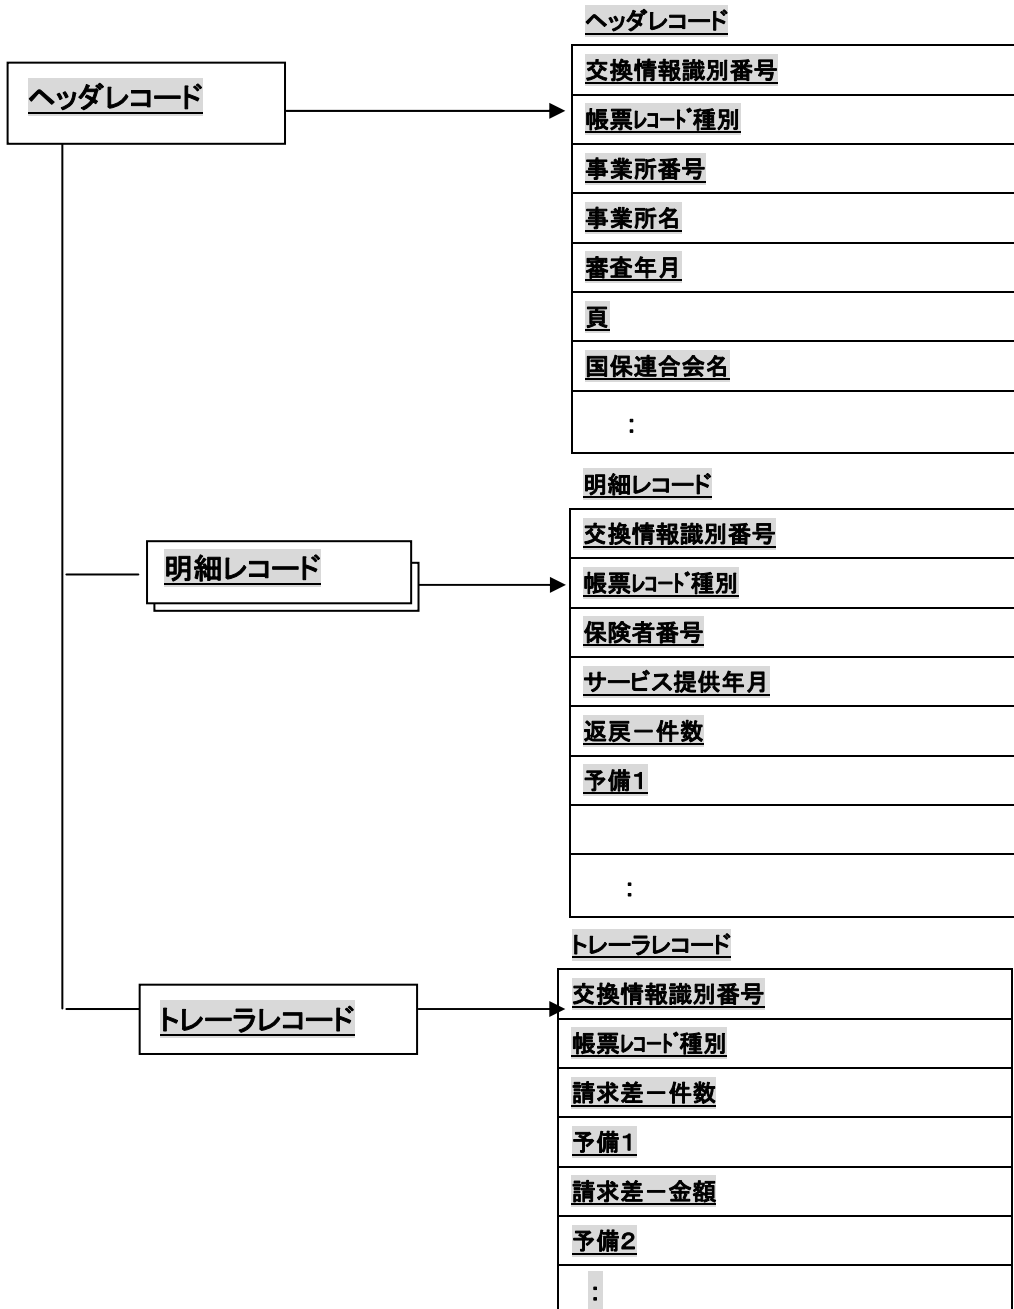 ヘッダレコード
ヘッダレコード
交換情報識別番号
帳票ﾚｺｰﾄﾞ種別
事業所番号
事業所名
審査年月
頁
国保連合会名
：
明細レコード
明細レコード
交換情報識別番号
帳票ﾚｺｰﾄﾞ種別
保険者番号
サービス提供年月
返戻－件数
予備１
：
トレーラレコード
トレーラレコード
交換情報識別番号
帳票ﾚｺｰﾄﾞ種別
請求差－件数
予備１
請求差－金額
予備２
：